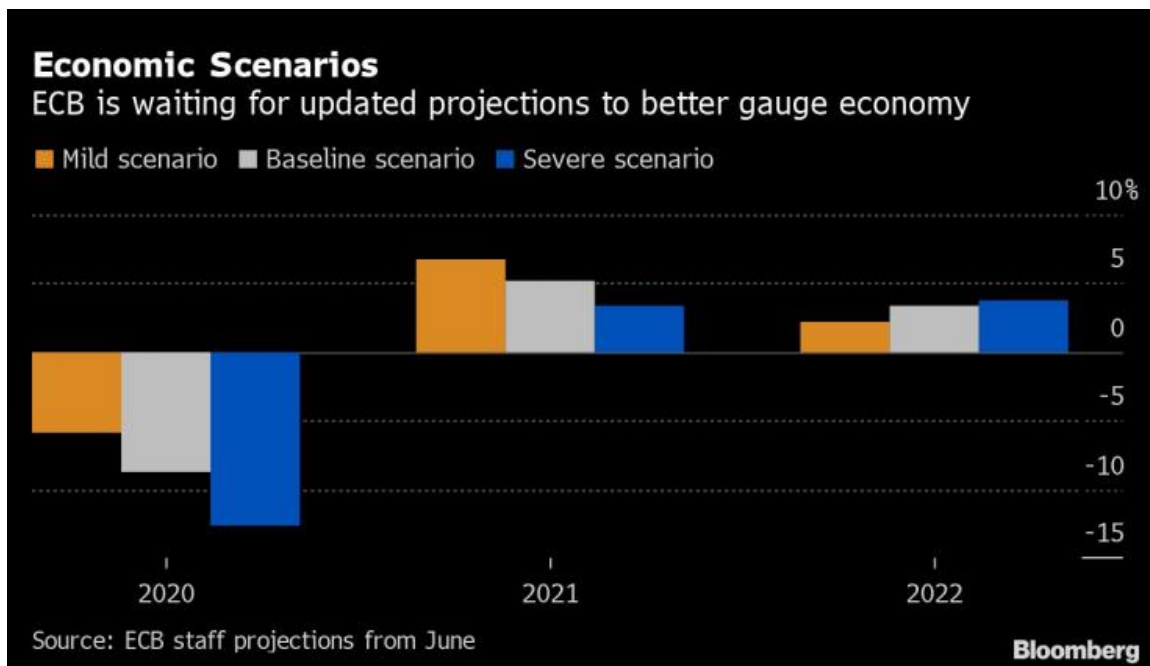 Economic Scenarios
ECB is waiting for updated projections to better gauge economy
Mild scenario Baseline scenario Severe scenario
10%
5
0
-5
-10
-15
2020 2021 2022
Source: ECB staff projections from June
Bloomberg